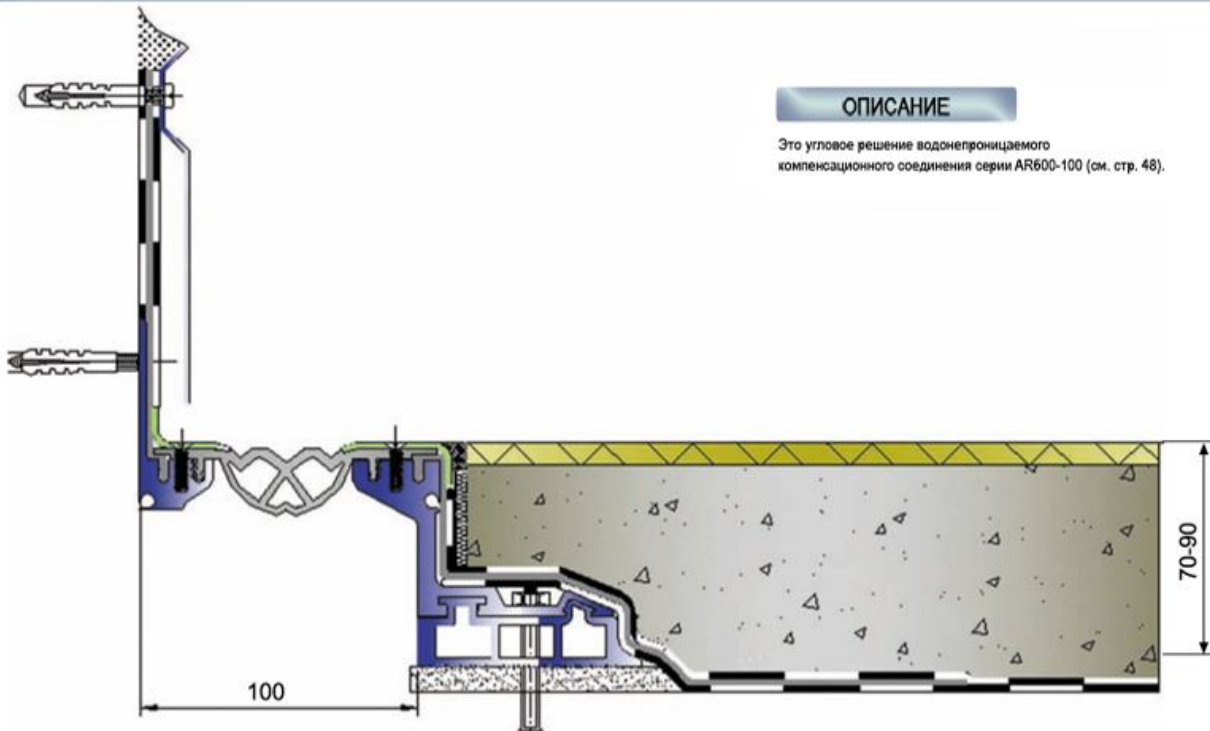 ОПИСАНИЕ
Это угловое решение водонепроницаемого
компенсационного соединения серии AR600-100 (см. стр. 48).
70-90
100